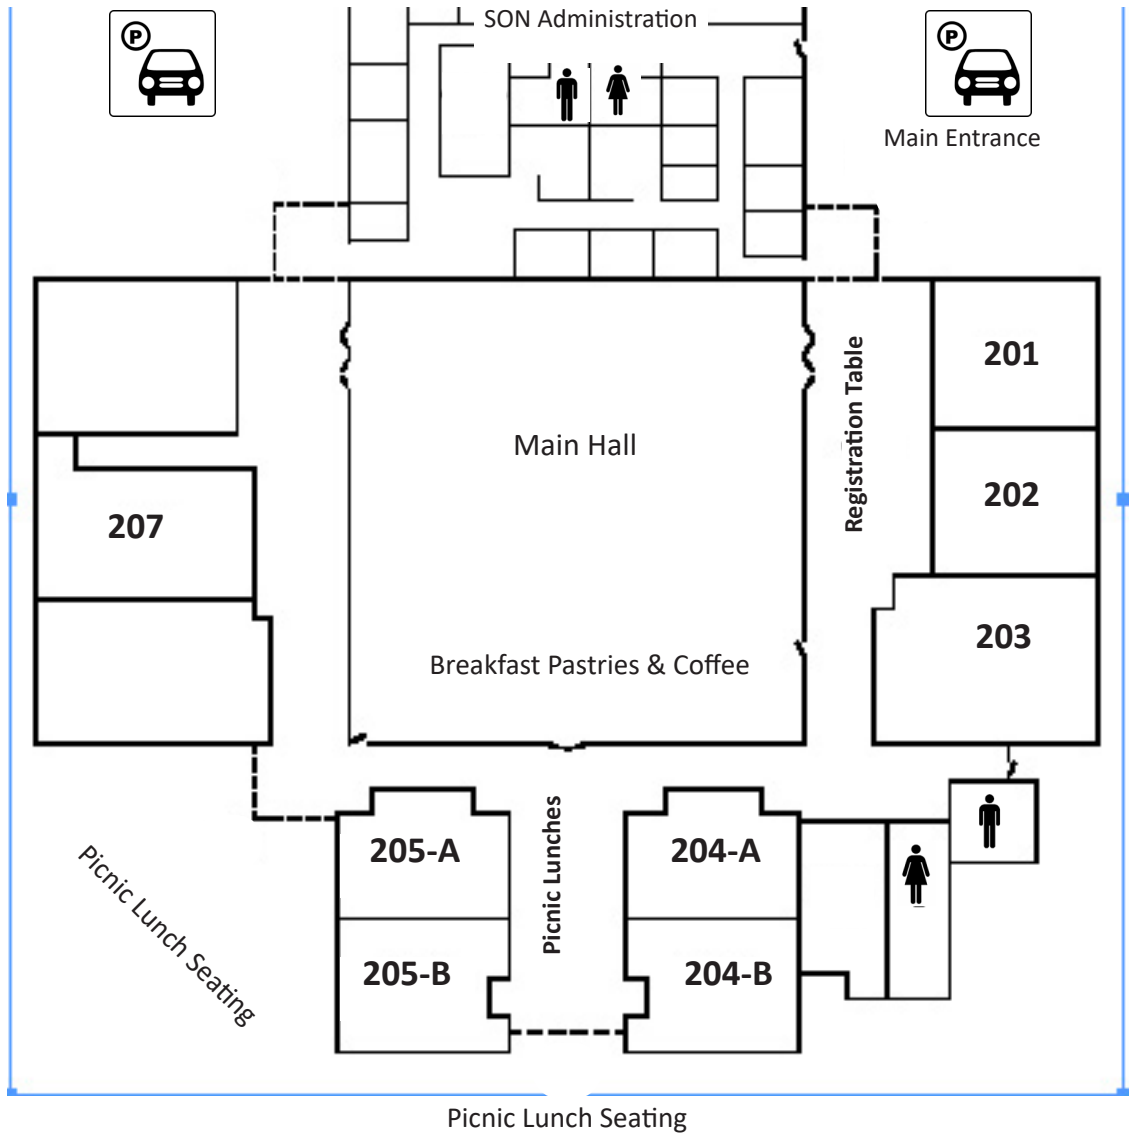 SON Administration
P
P
Main Entrance
201
Registration Table
Main Hall
202
207
203
Breakfast Pastries & Coffee
205-A
Picnic Lunches
204-A
Picnic Lunch Seating
205-B
204-B
Picnic Lunch Seating